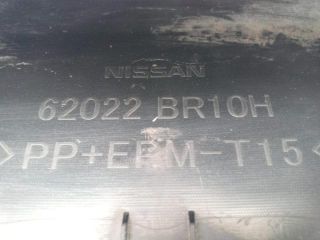 NISSAN
62022 BR10H
>PP+EPM-T15<